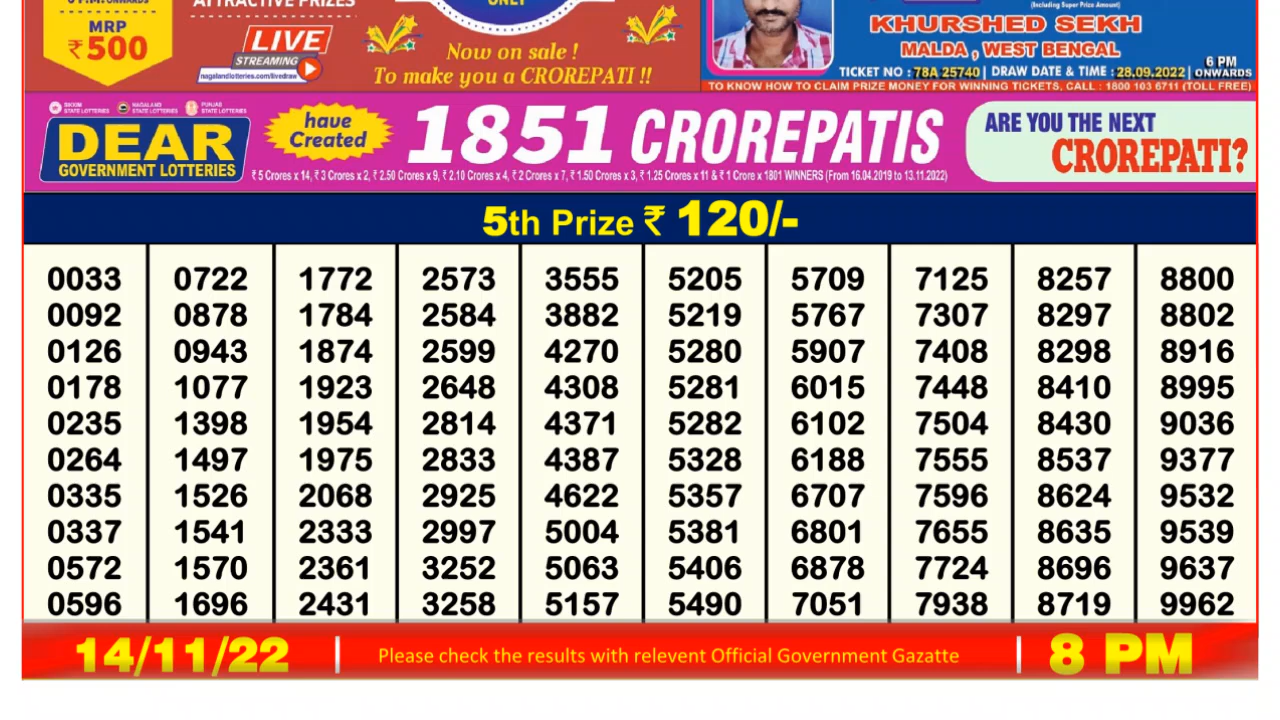 6 P.M. ONWARDS
MRP
₹500
ATTRACTIVE PRIZES
LIVE
STREAMING
nagalandlotteries.com/livedraw
ONLY
Now on sale !
To make you a CROREPATI !!
(Including Super Prize Amount)
KHURSHED SEKH
MALDA , WEST BENGAL
TICKET NO : 78A 25740 | DRAW DATE & TIME : 28.09.2022 | 6 PM ONWARDS
TO KNOW HOW TO CLAIM PRIZE MONEY FOR WINNING TICKETS, CALL : 1800 103 6711 (TOLL FREE)
SIKKIM STATE LOTTERIES NAGALAND STATE LOTTERIES PUNJAB STATE LOTTERIES
DEAR
GOVERNMENT LOTTERIES
have
Created
1851 CROREPATIS
₹ 5 Crores x 14, ₹ 3 Crores x 2, ₹ 2.50 Crores x 9, ₹ 2.10 Crores x 4, ₹ 2 Crores x 7, ₹ 1.50 Crores x 3, ₹ 1.25 Crores x 11 & ₹ 1 Crore x 1801 WINNERS (From 16.04.2019 to 13.11.2022)
ARE YOU THE NEXT
CROREPATI?
5th Prize ₹ 120/-
0033 0722 1772 2573 3555 5205 5709 7125 8257 8800
0092 0878 1784 2584 3882 5219 5767 7307 8297 8802
0126 0943 1874 2599 4270 5280 5907 7408 8298 8916
0178 1077 1923 2648 4308 5281 6015 7448 8410 8995
0235 1398 1954 2814 4371 5282 6102 7504 8430 9036
0264 1497 1975 2833 4387 5328 6188 7555 8537 9377
0335 1526 2068 2925 4622 5357 6707 7596 8624 9532
0337 1541 2333 2997 5004 5381 6801 7655 8635 9539
0572 1570 2361 3252 5063 5406 6878 7724 8696 9637
0596 1696 2431 3258 5157 5490 7051 7938 8719 9962
14/11/22 | Please check the results with relevent Official Government Gazatte | 8 PM